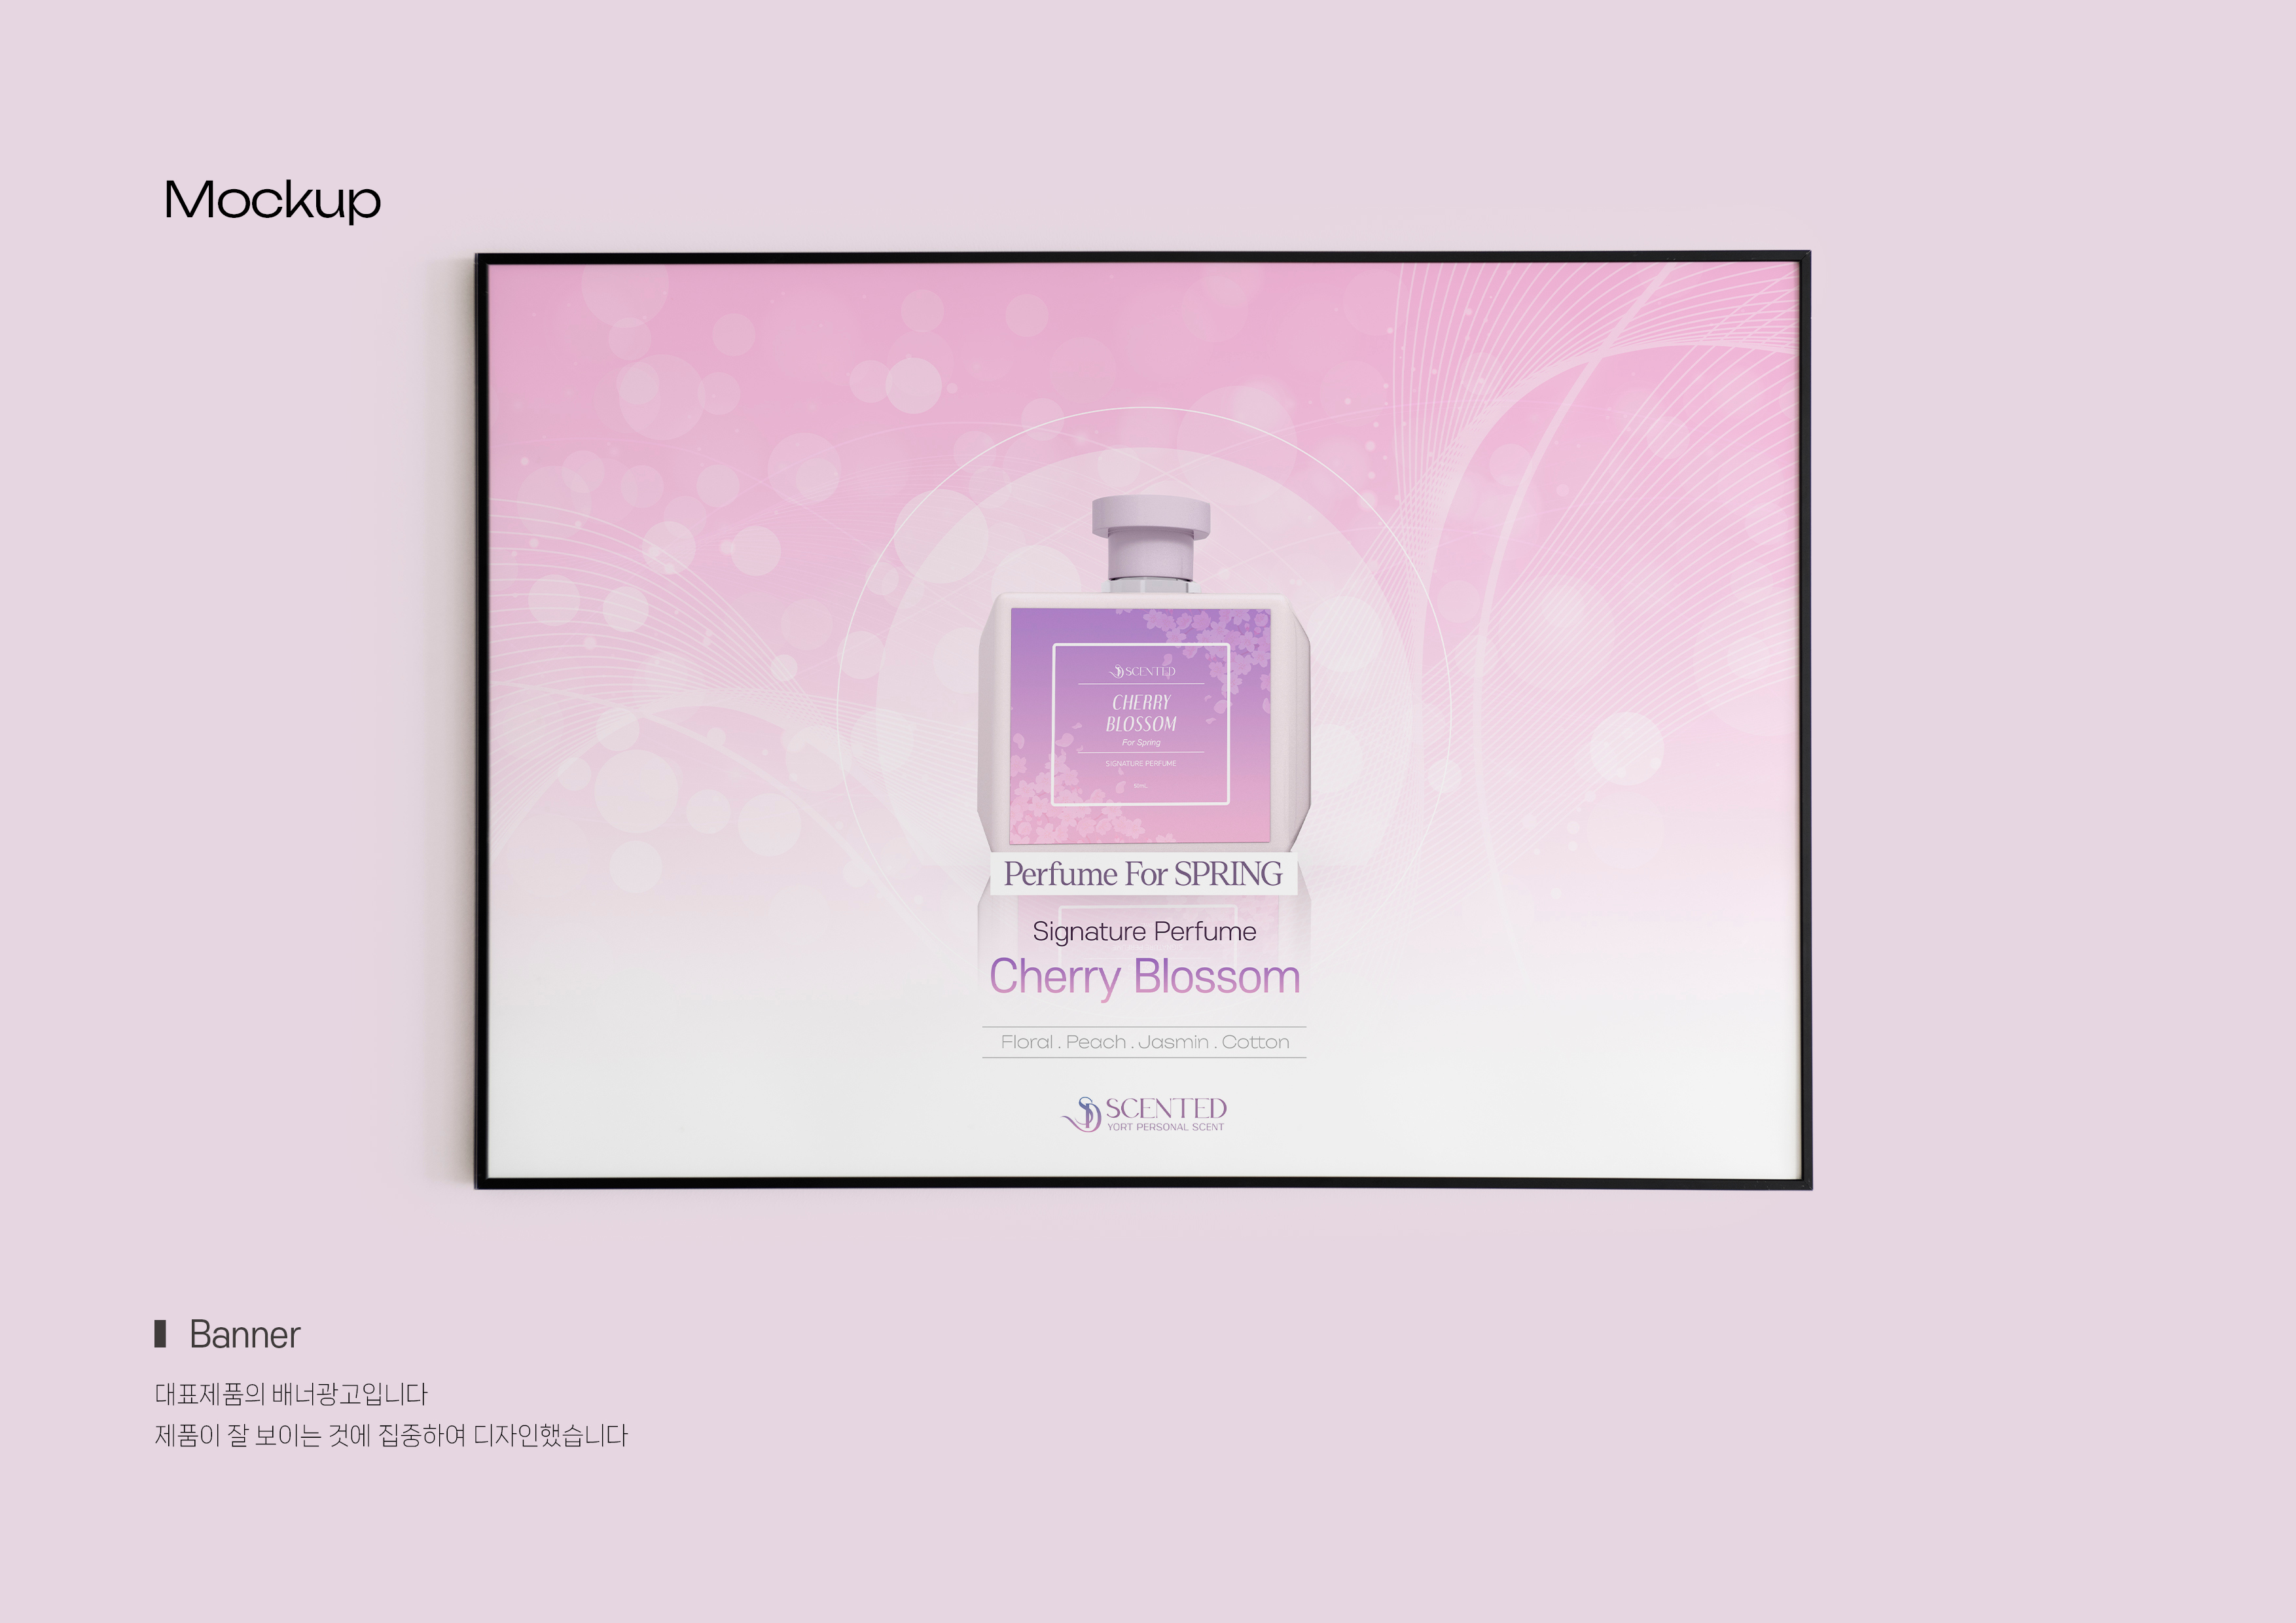 Mockup
SCENTED
CHERRY
BLOSSOM
For Spring
SIGNATURE PERFUME
Perfume For SPRING
Signature Perfume
Cherry Blossom
Floral . Peach . Jasmin . Cotton
SCENTED
YORT PERSONAL SCENT
Banner
대표제품의 배너광고입니다
제품이 잘 보이는 것에 집중하여 디자인했습니다